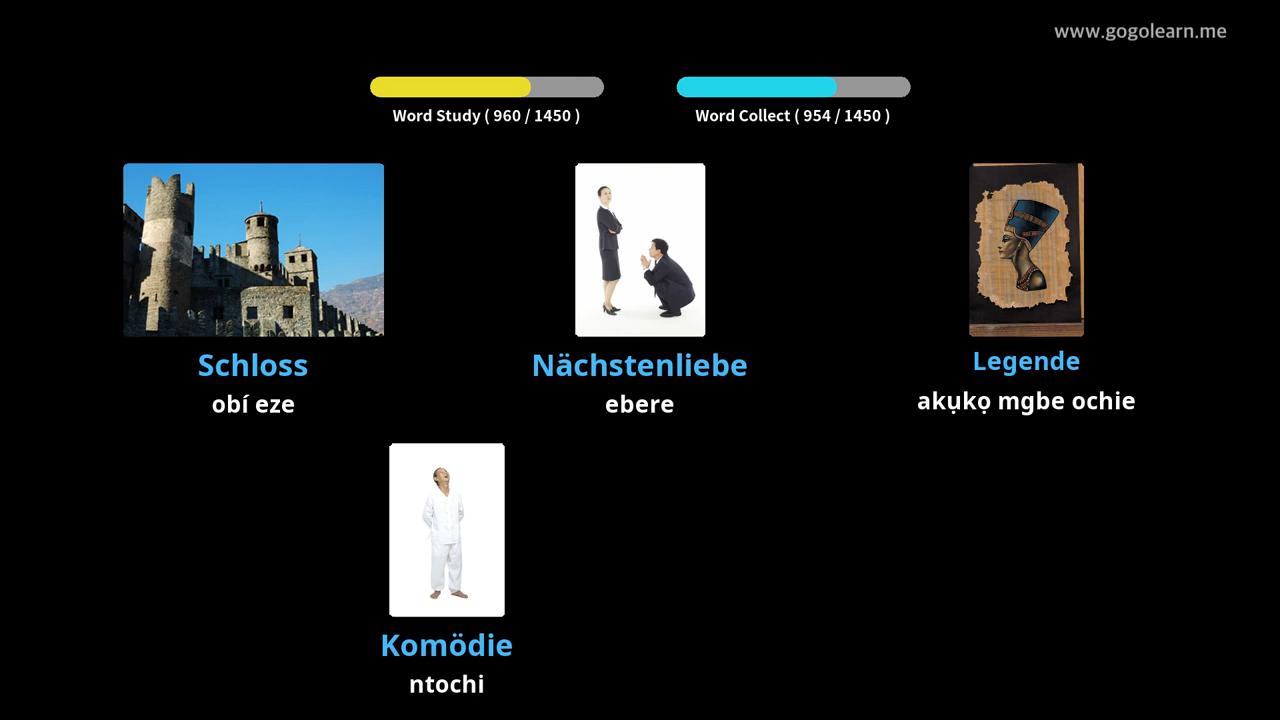 www.gogolearn.me
Word Study ( 960 / 1450 )
Word Collect ( 954 / 1450 )
Schloss
obí eze
Nächstenliebe
ebere
Legende
akụkọ mgbe ochie
Komödie
ntochi